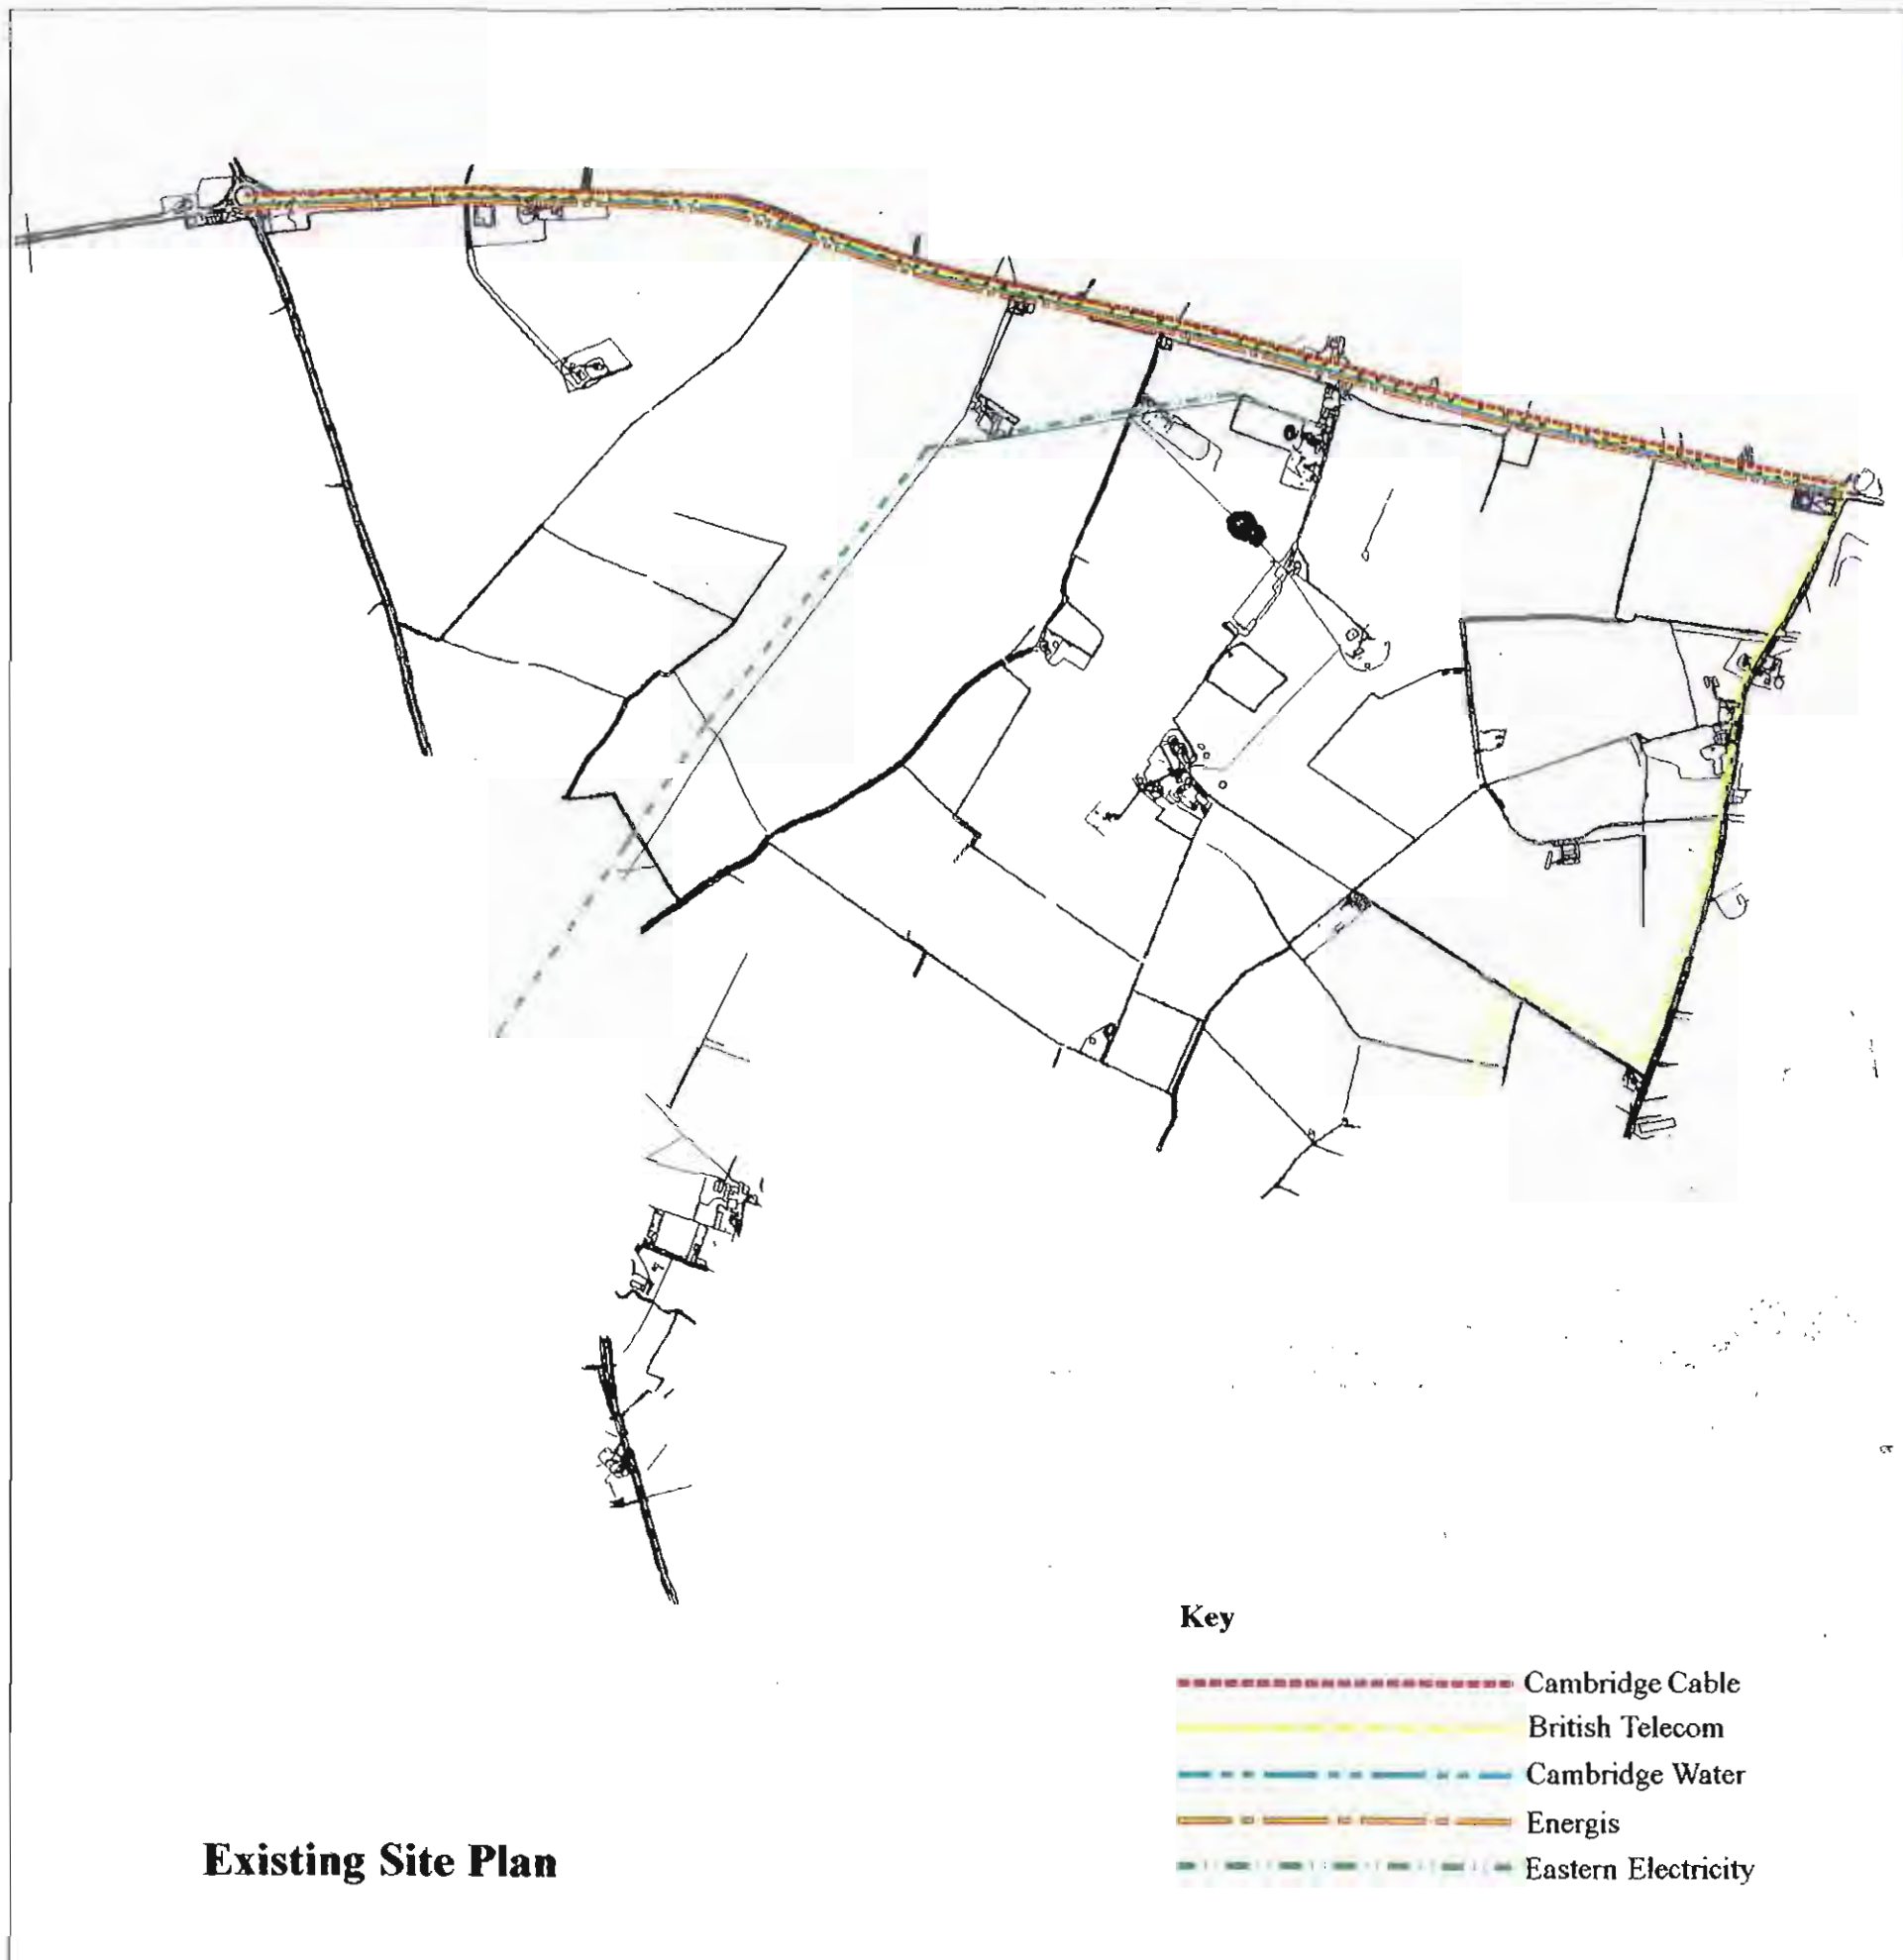 Key
Cambridge Cable
British Telecom
Cambridge Water
Energis
Eastern Electricity
Existing Site Plan